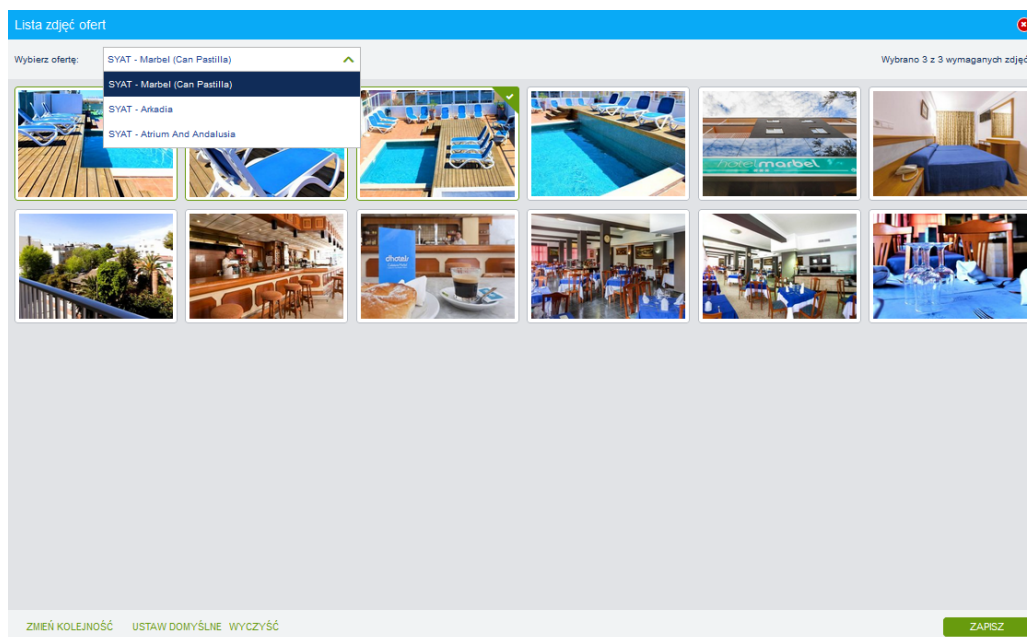 Lista zdjęć ofert
Wybierz ofertę:
SYAT - Marbel (Can Pastilla)
Wybrano 3 z 3 wymaganych zdjęć
SYAT - Marbel (Can Pastilla)
SYAT - Arkadia
SYAT - Atrium And Andalusia
hotel marbel
dhotels
ZMIEŃ KOLEJNOŚĆ
USTAW DOMYŚLNE
WYCZYŚĆ
ZAPISZ